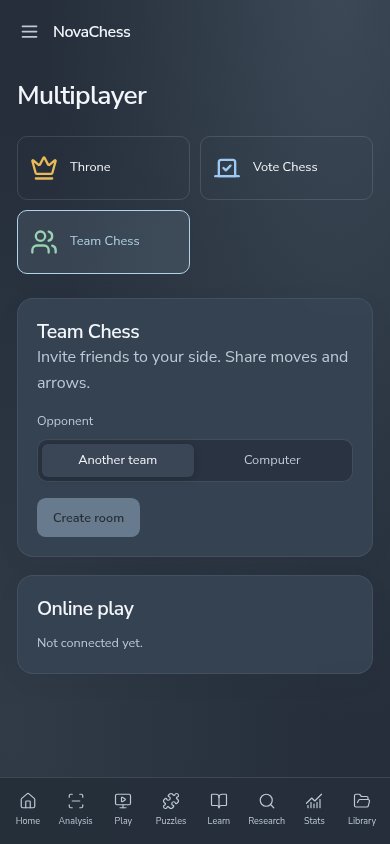 NovaChess
Multiplayer
Throne
Vote Chess
Team Chess
Team Chess
Invite friends to your side. Share moves and
arrows.
Opponent
Another team
Computer
Create room
Online play
Not connected yet.
Home
Analysis
Play
Puzzles
Learn
Research
Stats
Library